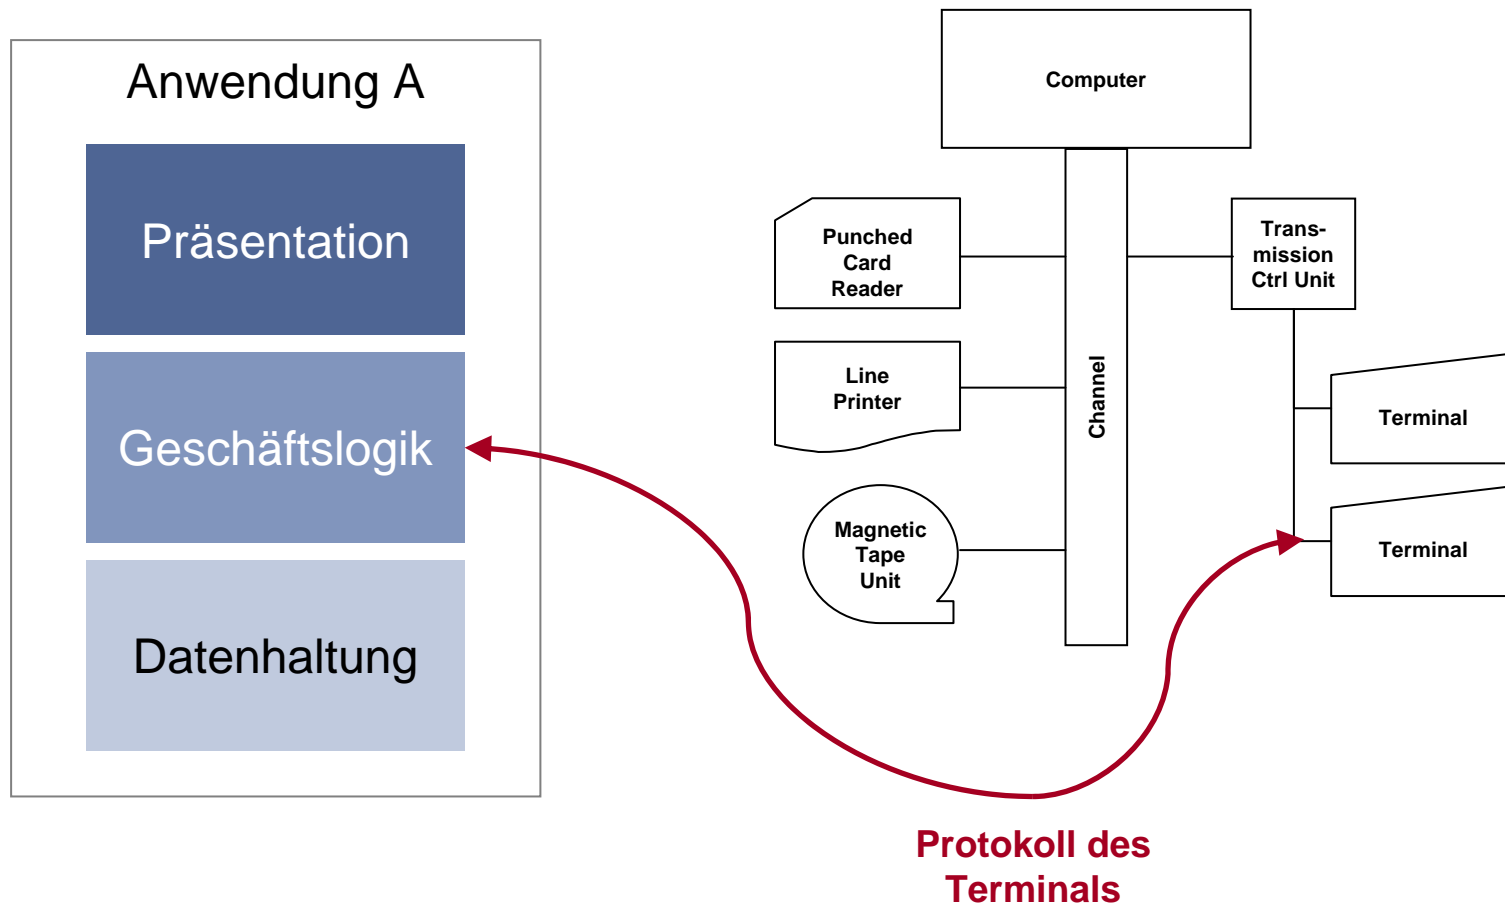 Anwendung A
Präsentation
Geschäftslogik
Datenhaltung
Computer
Punched
Card
Reader
Line
Printer
Magnetic
Tape
Unit
Channel
Trans-
mission
Ctrl Unit
Terminal
Terminal
Protokoll des
Terminals